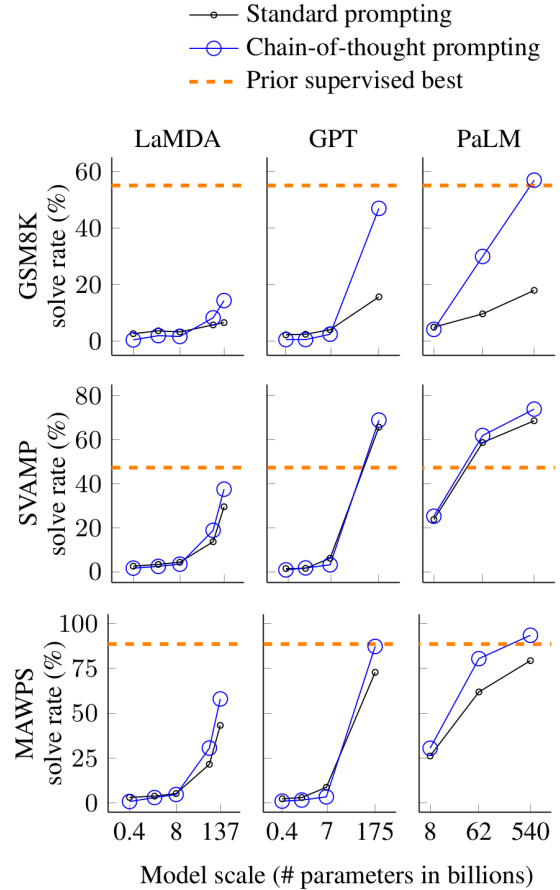 Standard prompting
Chain-of-thought prompting
Prior supervised best
LaMDA GPT PaLM
GSM8K
solve rate (%)
60
40
20
0
SVAMP
solve rate (%)
80
60
40
20
0
MAWPS
solve rate (%)
100
75
50
25
0
0.4 8 137 0.4 7 175 8 62 540
Model scale (# parameters in billions)